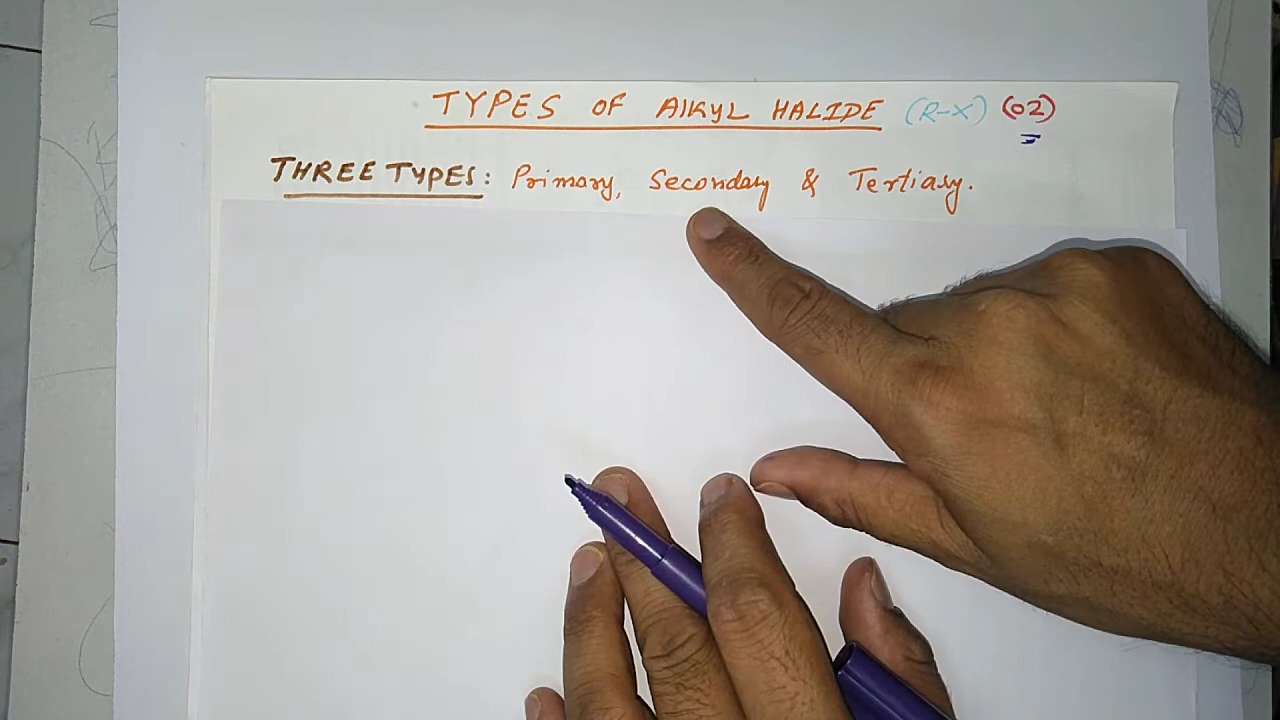 TYPES OF AlKYL HALIDE (R-X) (02)
THREE TYPES: Primary, Secondary & Tertiary.